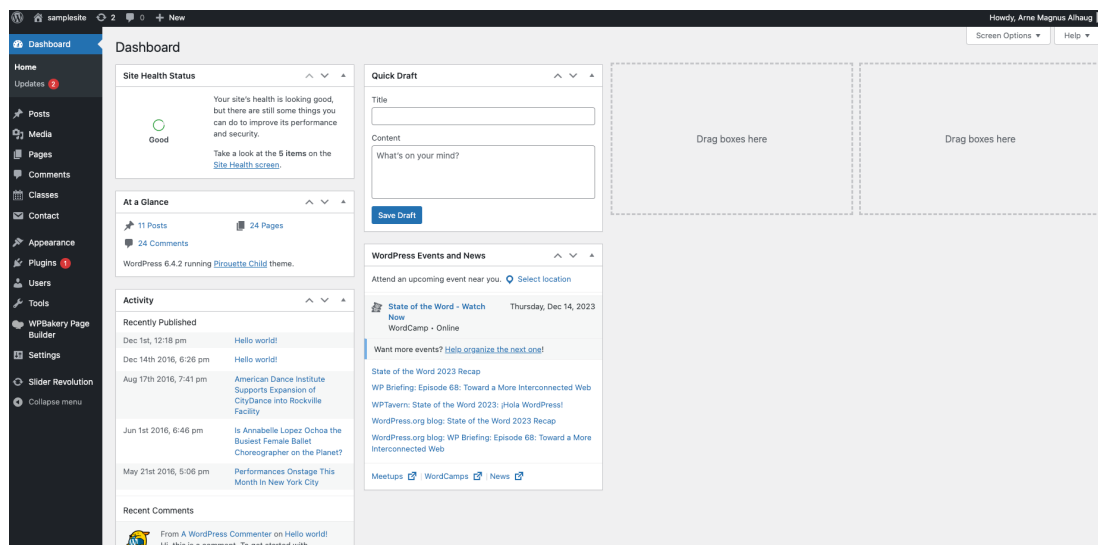 samplesite
2
0
New
Howdy, Arne Magnus Alhaug
Dashboard
Home
Updates 2
Posts
Media
Pages
Comments
Classes
Contact
Appearance
Plugins 1
Users
Tools
WPBakery Page
Builder
Settings
Slider Revolution
Collapse menu
Dashboard
Screen Options
Help
Site Health Status
Good
Your site's health is looking good,
but there are still some things you
can do to improve its performance
and security.
Take a look at the 5 items on the
Site Health screen.
At a Glance
11 Posts
24 Pages
24 Comments
WordPress 6.4.2 running Pirouette Child theme.
Activity
Recently Published
Dec 1st, 12:18 pm
Hello world!
Dec 14th 2016, 6:26 pm
Hello world!
Aug 17th 2016, 7:41 pm
American Dance Institute
Supports Expansion of
CityDance into Rockville
Facility
Jun 1st 2016, 6:46 pm
Is Annabelle Lopez Ochoa the
Busiest Female Ballet
Choreographer on the Planet?
May 21st 2016, 5:06 pm
Performances Onstage This
Month In New York City
Recent Comments
From A WordPress Commenter on Hello world!
Hi, this is a comment. To get started with
Quick Draft
Title
Content
What's on your mind?
Save Draft
WordPress Events and News
Attend an upcoming event near you. Select location
State of the Word - Watch
Now
WordCamp • Online
Thursday, Dec 14, 2023
Want more events? Help organize the next one!
State of the Word 2023 Recap
WP Briefing: Episode 68: Toward a More Interconnected Web
WPTavern: State of the Word 2023: ¡Hola WordPress!
WordPress.org blog: State of the Word 2023 Recap
WordPress.org blog: WP Briefing: Episode 68: Toward a More
Interconnected Web
Meetups | WordCamps | News
Drag boxes here
Drag boxes here